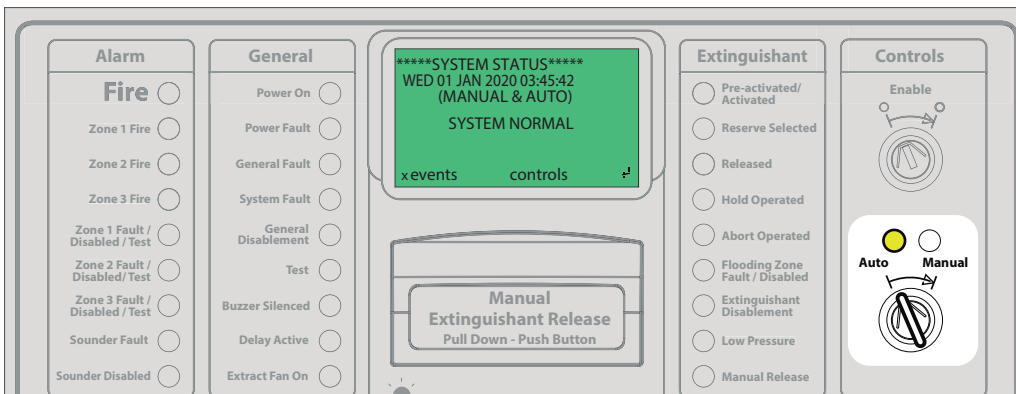 Alarm
Fire
Zone 1 Fire
Zone 2 Fire
Zone 3 Fire
Zone 1 Fault /
Disabled / Test
Zone 2 Fault /
Disabled/ Test
Zone 3 Fault /
Disabled / Test
Sounder Fault
Sounder Disabled
General
Power On
Power Fault
General Fault
System Fault
General
Disablement
Test
Buzzer Silenced
Delay Active
Extract Fan On
*****SYSTEM STATUS*****
WED 01 JAN 2020 03:45:42
(MANUAL & AUTO)
SYSTEM NORMAL
x events controls ↵
Manual
Extinguishant Release
Pull Down - Push Button
Extinguishant
Pre-activated/
Activated
Reserve Selected
Released
Hold Operated
Abort Operated
Flooding Zone
Fault / Disabled
Extinguishant
Disablement
Low Pressure
Manual Release
Controls
Enable
Auto Manual